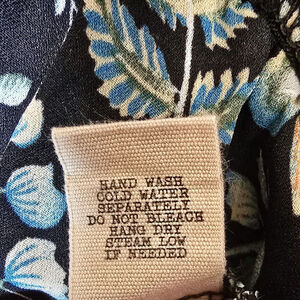 HAND WASH
COLD WATER
SEPARATELY
DO NOT BLEACH
HANG DRY
STEAM LOW
IF NEEDED